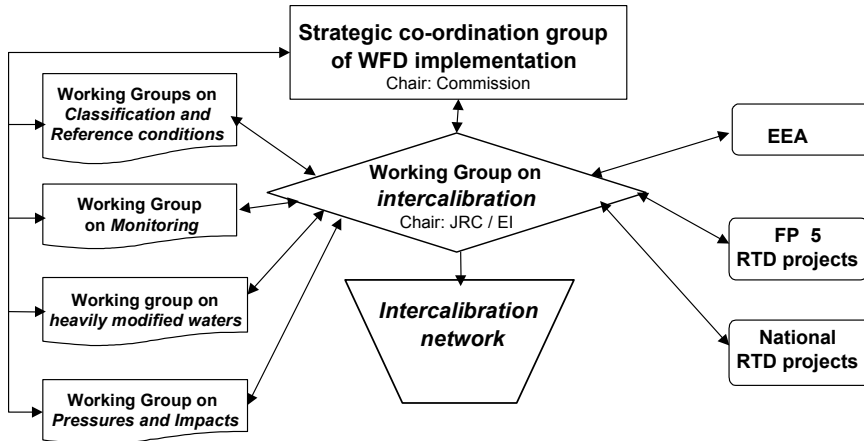 Strategic co-ordination group
of WFD implementation
Chair: Commission
Working Groups on
Classification and
Reference conditions
Working Group
on Monitoring
Working group on
heavily modified waters
Working Group on
Pressures and Impacts
Working Group on
intercalibration
Chair: JRC / EI
Intercalibration
network
EEA
FP 5
RTD projects
National
RTD projects